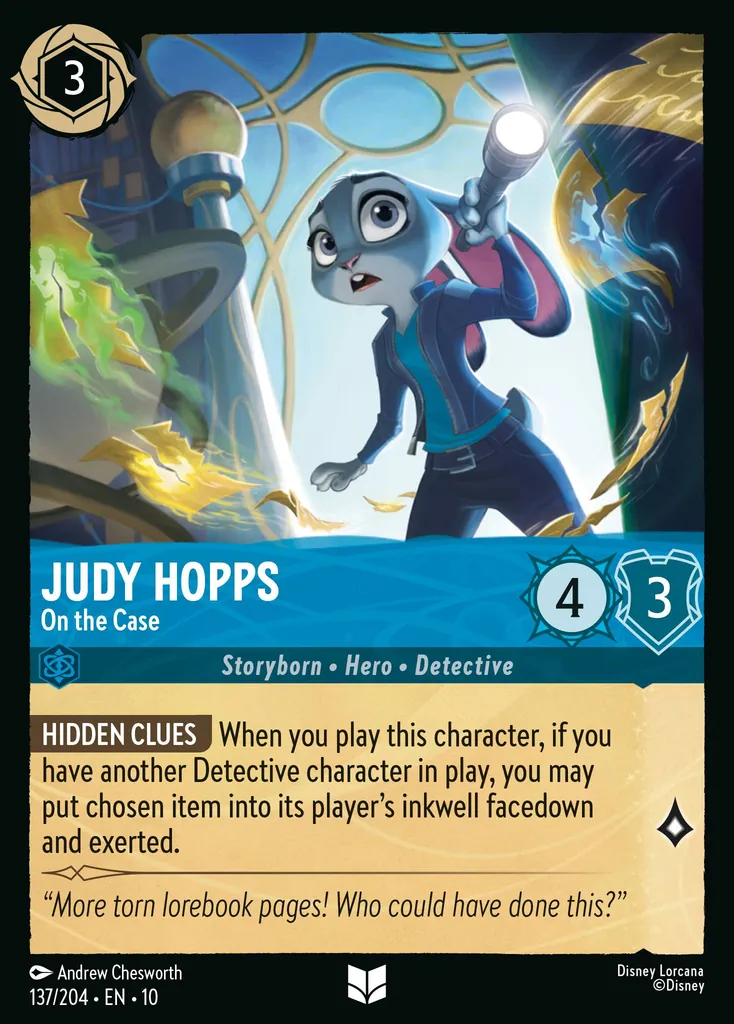 3
JUDY HOPPS
On the Case
4
3
Storyborn • Hero • Detective
HIDDEN CLUES When you play this character, if you
have another Detective character in play, you may
put chosen item into its player’s inkwell facedown
and exerted.
“More torn lorebook pages! Who could have done this?”
Andrew Chesworth
137/204 • EN • 10
Disney Lorcana
©Disney